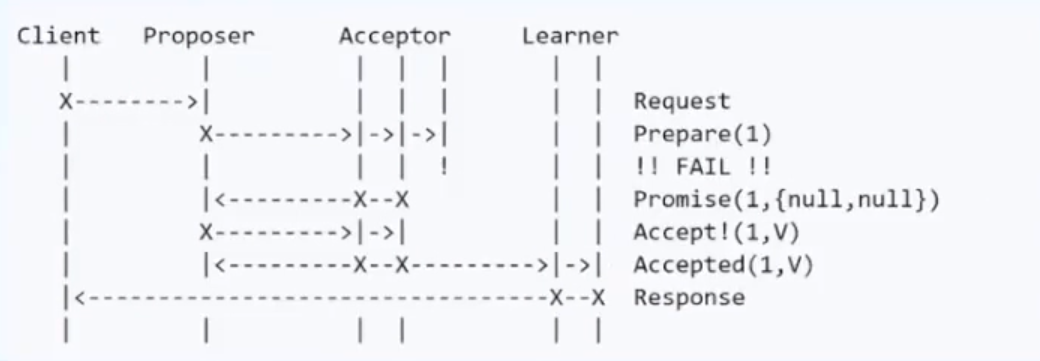 Client   Proposer      Acceptor     Learner
   |         |          |  |  |       |  |
   X-------->|          |  |  |       |  |  Request
   |         X--------->|->|->|       |  |  Prepare(1)
   |         |          |  |  !       |  |  !! FAIL !!
   |         |<---------X--X          |  |  Promise(1,{null,null})
   |         X--------->|->|          |  |  Accept!(1,V)
   |         |<---------X--X--------->|->|  Accepted(1,V)
   |<---------------------------------X--X  Response
   |         |          |  |          |  |